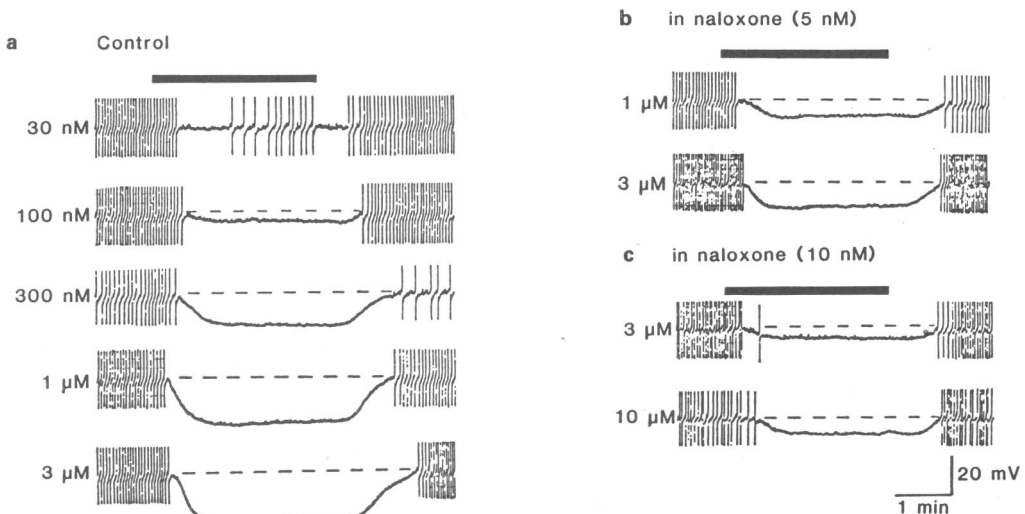 a Control
30 nM
100 nM
300 nM
1 μM
3 μM
b in naloxone (5 nM)
1 μM
3 μM
c in naloxone (10 nM)
3 μM
10 μM
20 mV
1 min